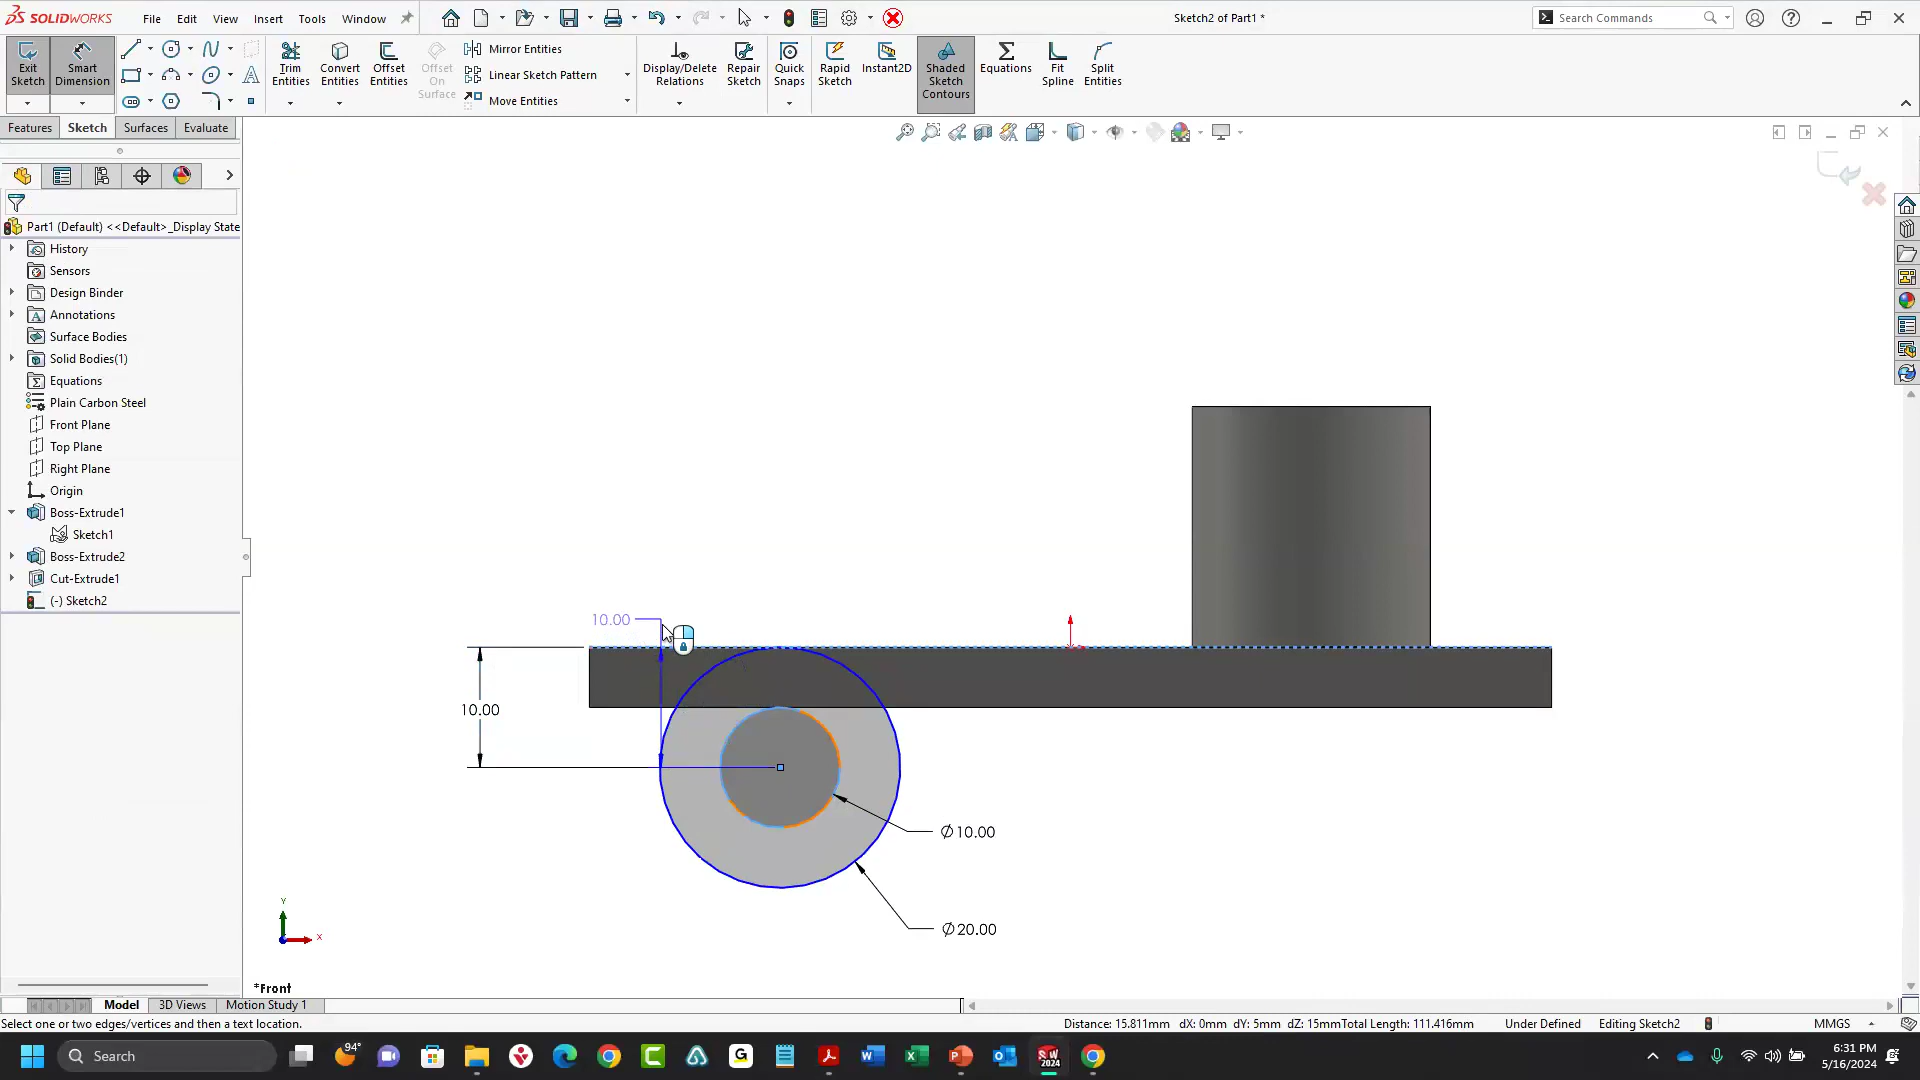 SOLIDWORKS File Edit View Insert Tools Window Sketch2 of Part1 * Search Commands
Exit Sketch
Smart Dimension
Trim Entities
Convert Entities
Offset Entities
Offset On Surface
Mirror Entities
Linear Sketch Pattern
Move Entities
Display/Delete Relations
Repair Sketch
Quick Snaps
Rapid Sketch
Instant2D
Shaded Sketch Contours
Equations
Fit Spline
Split Entities
Features Sketch Surfaces Evaluate
Part1 (Default) <<Default>_Display State
History
Sensors
Design Binder
Annotations
Surface Bodies
Solid Bodies(1)
Equations
Plain Carbon Steel
Front Plane
Top Plane
Right Plane
Origin
Boss-Extrude1
Sketch1
Boss-Extrude2
Cut-Extrude1
(-) Sketch2
10.00
10.00
Ø10.00
Ø20.00
Y
X
*Front
Model 3D Views Motion Study 1
Select one or two edges/vertices and then a text location. Distance: 15.811mm dX: 0mm dY: 5mm dZ: 15mmTotal Length: 111.416mm Under Defined Editing Sketch2 MMGS
Search
94°
SW 2024
6:31 PM
5/16/2024